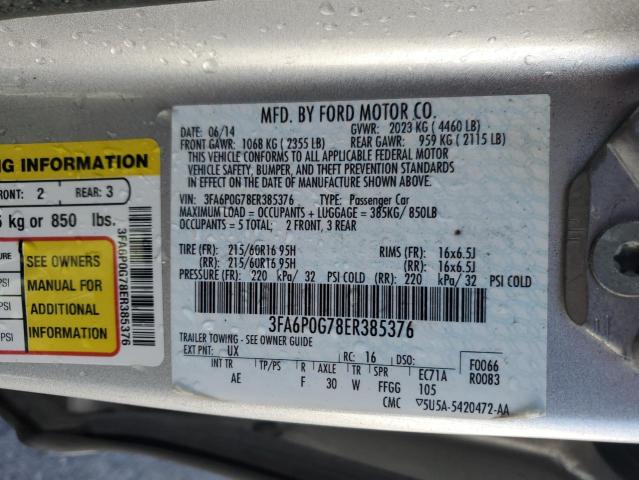 NG INFORMATION
FRONT: 2 REAR: 3
5 kg or 850 lbs.
SEE OWNERS
MANUAL FOR
ADDITIONAL
INFORMATION
PSI
PSI
3FA6P0G78ER385376
MFD. BY FORD MOTOR CO.
DATE: 06/14 GVWR: 2023 KG ( 4460 LB)
FRONT GAWR: 1068 KG ( 2355 LB) REAR GAWR: 959 KG ( 2115 LB)
THIS VEHICLE CONFORMS TO ALL APPLICABLE FEDERAL MOTOR
VEHICLE SAFETY, BUMPER, AND THEFT PREVENTION STANDARDS
IN EFFECT ON THE DATE OF MANUFACTURE SHOWN ABOVE.
VIN: 3FA6P0G78ER385376 TYPE: Passenger Car
MAXIMUM LOAD = OCCUPANTS + LUGGAGE = 385KG/ 850LB
OCCUPANTS = 5 TOTAL; 2 FRONT, 3 REAR
TIRE (FR): 215/60R16 95H RIMS (FR): 16x6.5J
(RR): 215/60R16 95H (RR): 16x6.5J
PRESSURE (FR): 220 kPa/ 32 PSI COLD (RR): 220 kPa/ 32 PSI COLD
3FA6P0G78ER385376
TRAILER TOWING - SEE OWNER GUIDE
EXT PNT: UX RC: 16 DSO: F0066
INT TR TP/PS R AXLE TR SPR EC71A R00B3
AE F 30 W FFGG 105
CMC ▽5U5A-5420472-AA